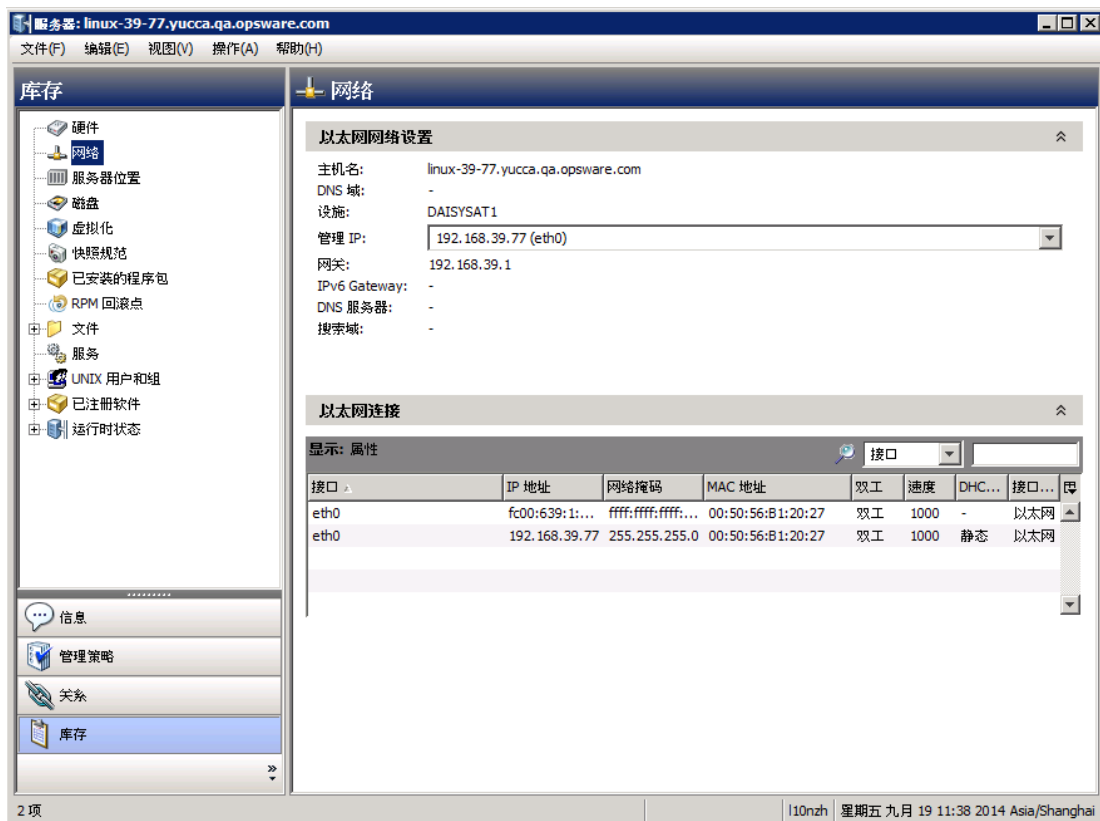 服务器: linux-39-77.yucca.qa.opsware.com
文件(F) 编辑(E) 视图(V) 操作(A) 帮助(H)
库存
硬件
网络
服务器位置
磁盘
虚拟化
快照规范
已安装的程序包
RPM 回滚点
文件
服务
UNIX 用户和组
已注册软件
运行时状态
信息
管理策略
关系
库存
网络
以太网网络设置
主机名: linux-39-77.yucca.qa.opsware.com
DNS 域: -
设施: DAISYSAT1
管理 IP: 192.168.39.77 (eth0)
网关: 192.168.39.1
IPv6 Gateway: -
DNS 服务器: -
搜索域: -
以太网连接
显示: 属性 接口
接口 IP 地址 网络掩码 MAC 地址 双工 速度 DHC... 接口...
eth0 fc00:639:1:... ffff:ffff:ffff:... 00:50:56:B1:20:27 双工 1000 - 以太网
eth0 192.168.39.77 255.255.255.0 00:50:56:B1:20:27 双工 1000 静态 以太网
2 项 l10nzh 星期五 九月 19 11:38 2014 Asia/Shanghai